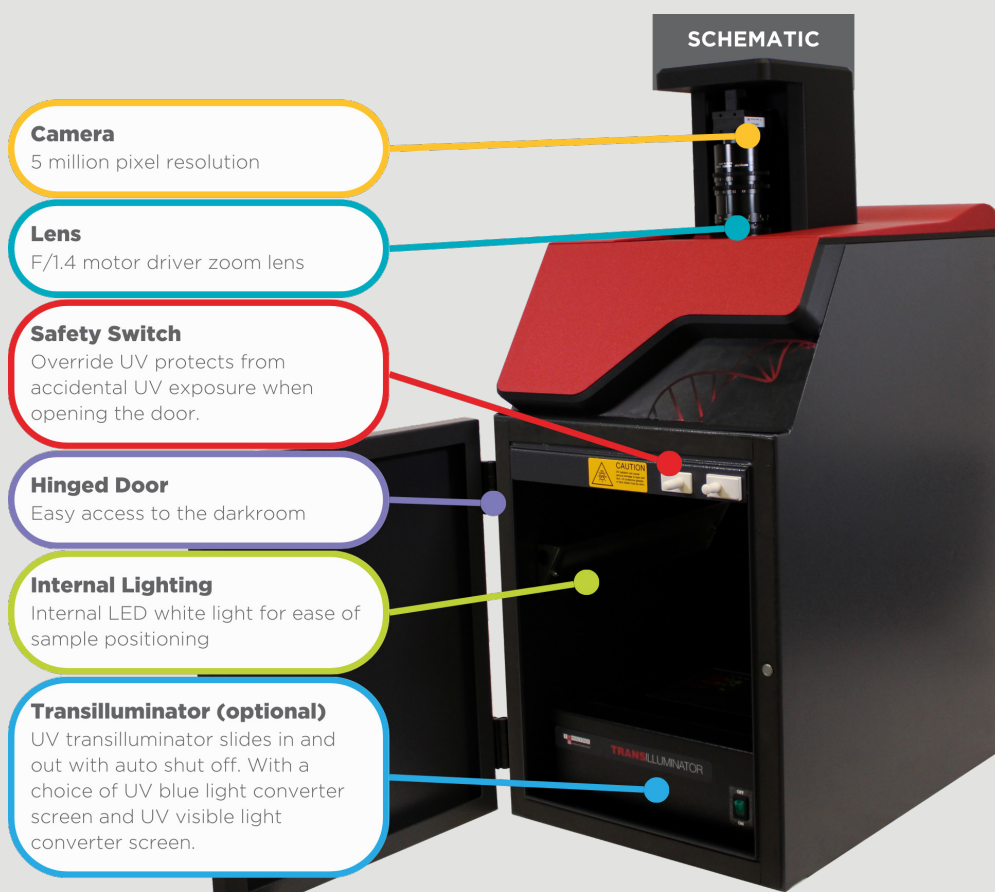 SCHEMATIC
Camera
5 million pixel resolution
Lens
F/1.4 motor driver zoom lens
Safety Switch
Override UV protects from
accidental UV exposure when
opening the door.
CAUTION
Hinged Door
Easy access to the darkroom
Internal Lighting
Internal LED white light for ease of
sample positioning
Transilluminator (optional)
UV transilluminator slides in and
out with auto shut off. With a
choice of UV blue light converter
screen and UV visible light
converter screen.
TRANSILLUMINATOR
OFF
ON